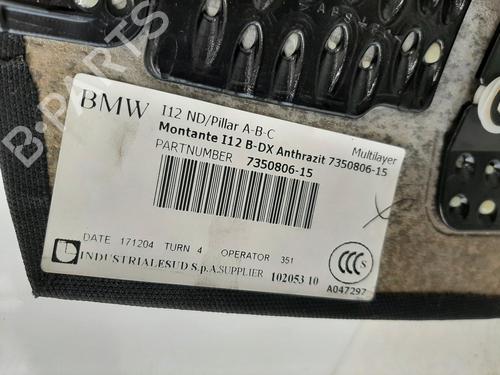 BMW
I12 ND/Pillar A-B-C
Multilayer
Montante I12 B-DX Anthrazit 7350806-15
PARTNUMBER 7350806-15
DATE 171204 TURN 4 OPERATOR 351
INDUSTRIALESUD S.p.A. SUPPLIER 102053 10
CCC S
A047297
B-PARTS